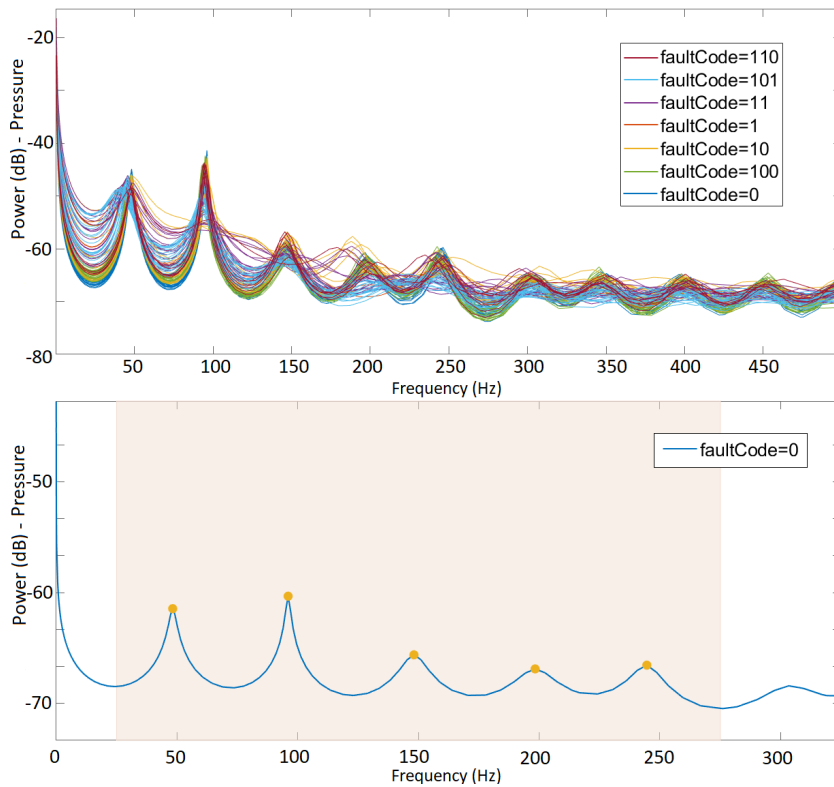 -20
-40
-60
-80
Power (dB) - Pressure
faultCode=110
faultCode=101
faultCode=11
faultCode=1
faultCode=10
faultCode=100
faultCode=0
50 100 150 200 250 300 350 400 450
Frequency (Hz)
-50
-60
-70
Power (dB) - Pressure
faultCode=0
0 50 100 150 200 250 300
Frequency (Hz)